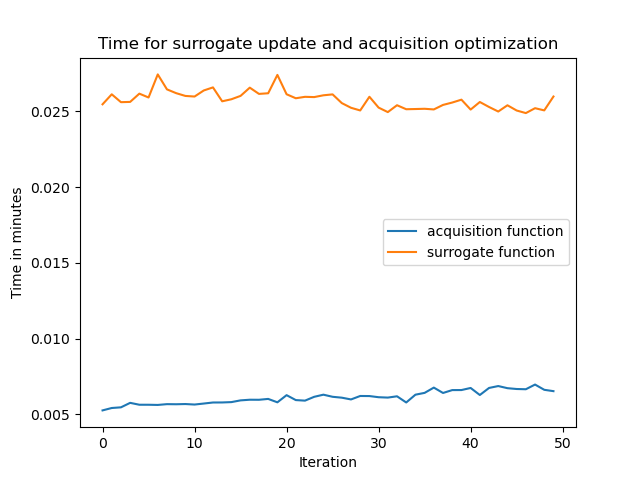 Time for surrogate update and acquisition optimization
0.025
0.020
0.015
0.010
0.005
Time in minutes
acquisition function
surrogate function
0 10 20 30 40 50
Iteration